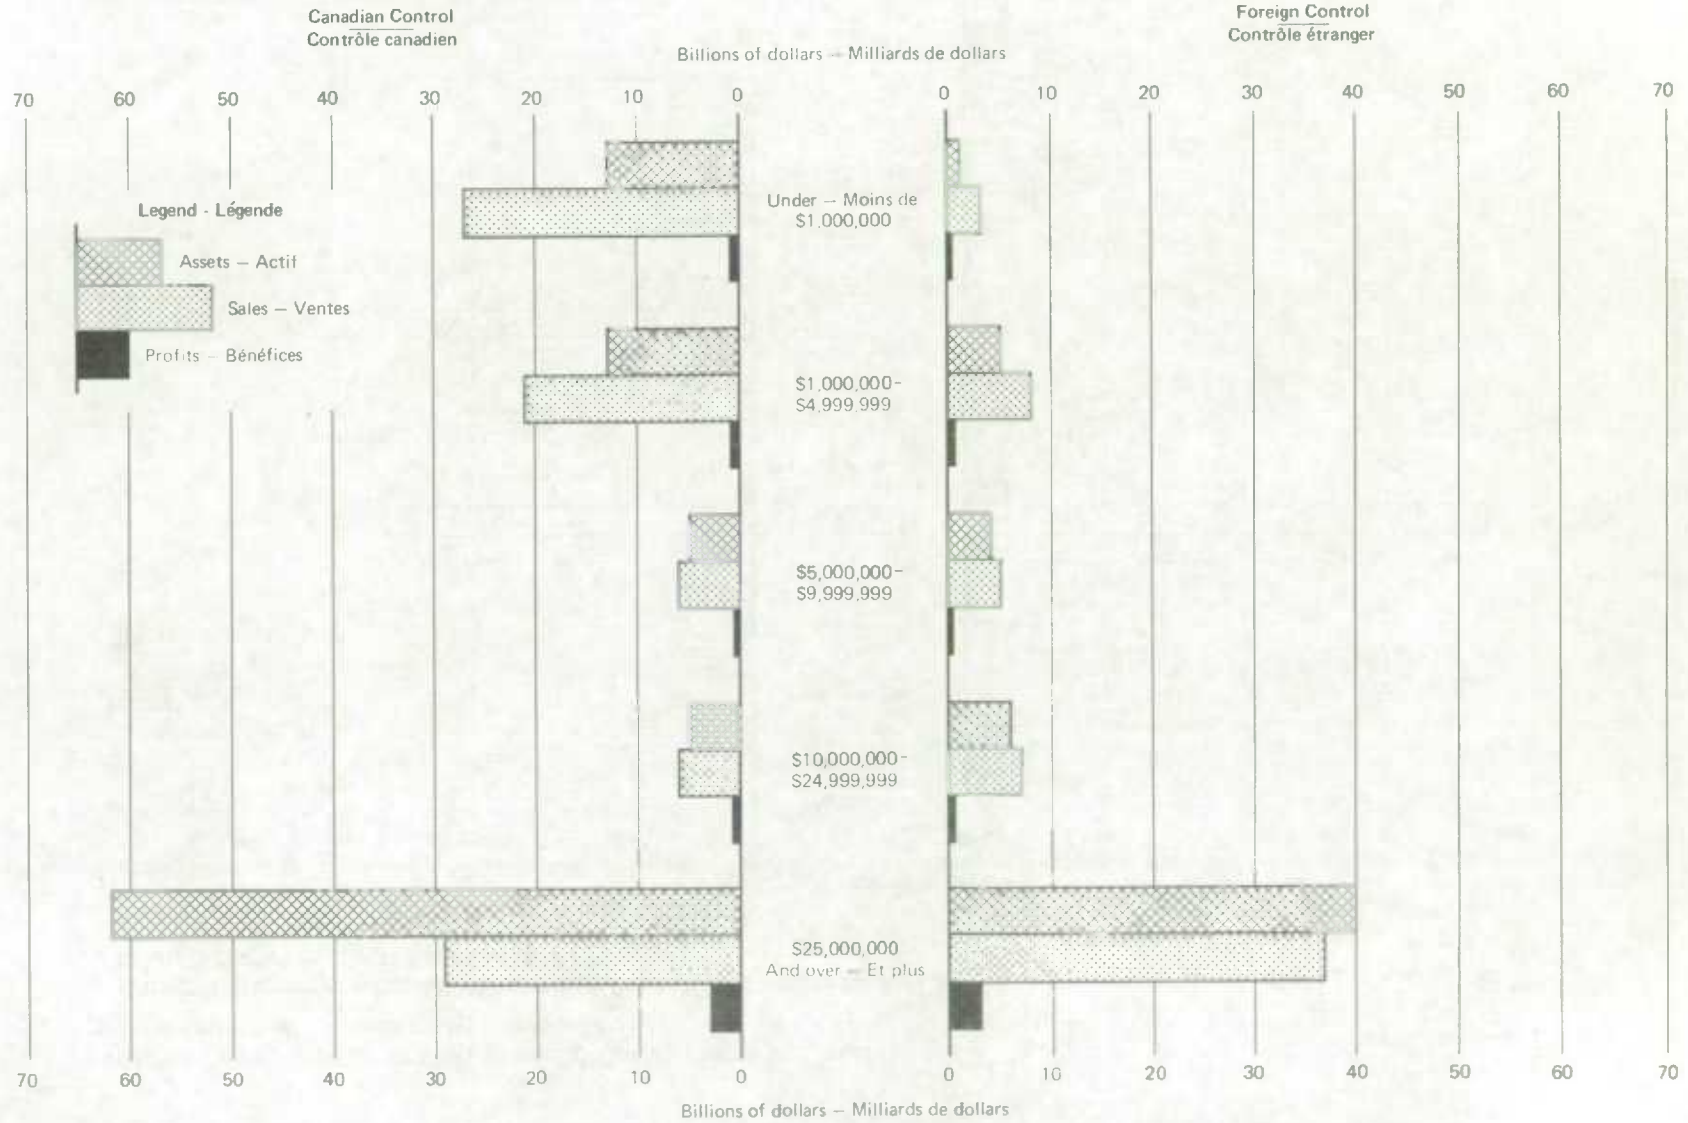 Canadian Control
Contrôle canadien
Foreign Control
Contrôle étranger
Billions of dollars — Milliards de dollars
70 60 50 40 30 20 10 0
0 10 20 30 40 50 60 70
Legend - Légende
Assets — Actif
Sales — Ventes
Profits — Bénéfices
Under — Moins de
$1,000,000
$1,000,000-
$4,999,999
$5,000,000-
$9,999,999
$10,000,000-
$24,999,999
$25,000,000
And over — Et plus
70 60 50 40 30 20 10 0
0 10 20 30 40 50 60 70
Billions of dollars — Milliards de dollars